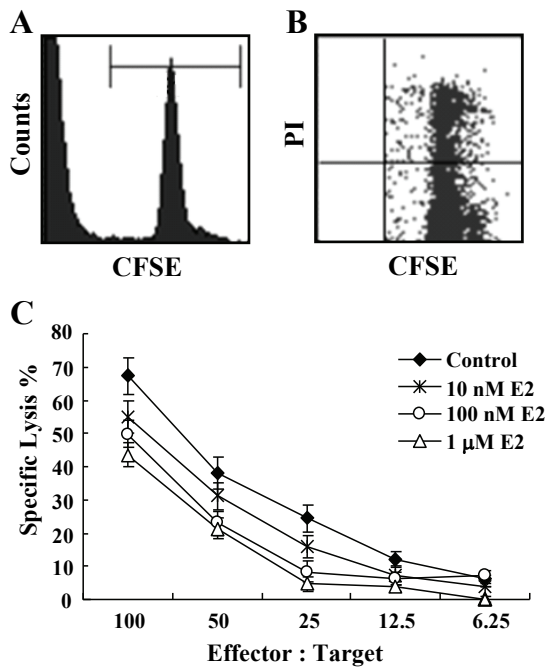 A
B
Counts
CFSE
PI
CFSE
C
Specific Lysis %
80
70
60
50
40
30
20
10
0
Control
10 nM E2
100 nM E2
1 μM E2
100
50
25
12.5
6.25
Effector : Target